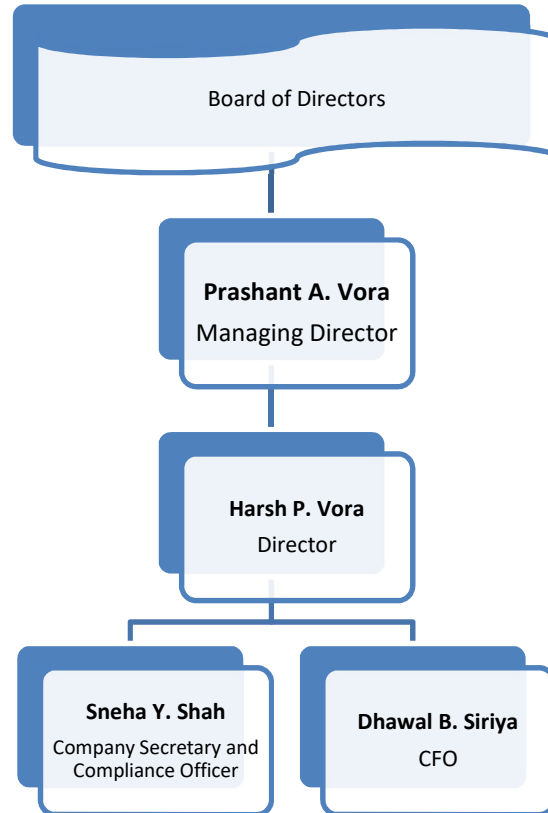 Board of Directors
Prashant A. Vora
Managing Director
Harsh P. Vora
Director
Sneha Y. Shah
Company Secretary and
Compliance Officer
Dhawal B. Siriya
CFO